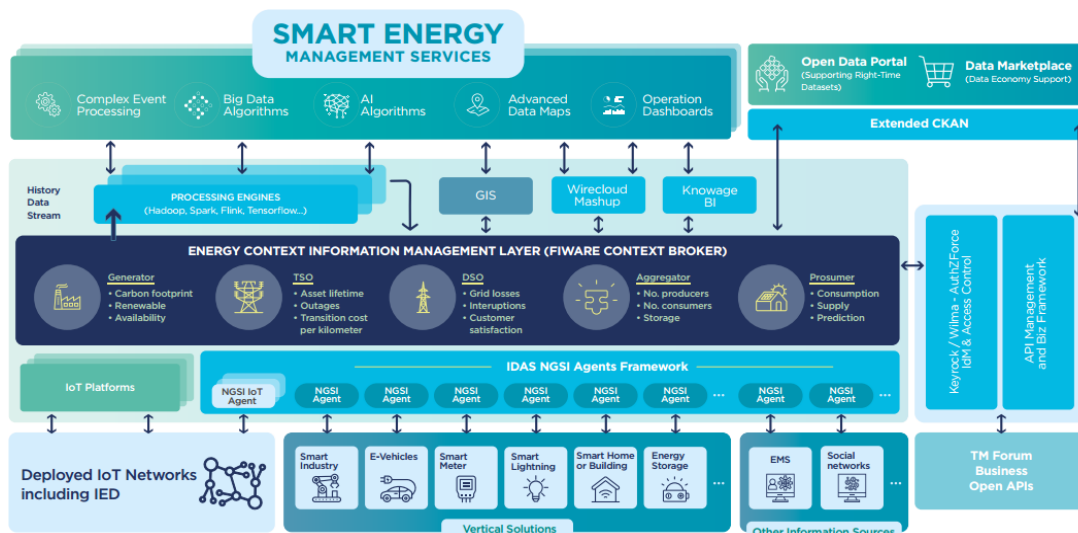 SMART ENERGY
MANAGEMENT SERVICES
Complex Event
Processing
Big Data
Algorithms
AI
Algorithms
Advanced
Data Maps
Operation
Dashboards
Open Data Portal
(Supporting Right-Time
Datasets)
Data Marketplace
(Data Economy Support)
Extended CKAN
History
Data
Stream
PROCESSING ENGINES
(Hadoop, Spark, Flink, Tensorflow...)
GIS
Wirecloud
Mashup
Knowage
BI
ENERGY CONTEXT INFORMATION MANAGEMENT LAYER (FIWARE CONTEXT BROKER)
Generator
• Carbon footprint
• Renewable
• Availability
TSO
• Asset lifetime
• Outages
• Transition cost
per kilometer
DSO
• Grid losses
• Interuptions
• Customer
satisfaction
Aggregator
• No. producers
• No. consumers
• Storage
Prosumer
• Consumption
• Supply
• Prediction
Keyrock / Wilma - AuthZForce
IdM & Access Control
API Management
and Biz Framework
IoT Platforms
IDAS NGSI Agents Framework
NGSI IoT
Agent
NGSI
Agent
NGSI
Agent
NGSI
Agent
NGSI
Agent
NGSI
Agent
NGSI
Agent
...
NGSI
Agent
NGSI
Agent
...
Deployed IoT Networks
including IED
Smart
Industry
E-Vehicles
Smart
Meter
Smart
Lightning
Smart Home
or Building
Energy
Storage
...
Vertical Solutions
EMS
Social
networks
...
Other Information Sources
TM Forum
Business
Open APIs